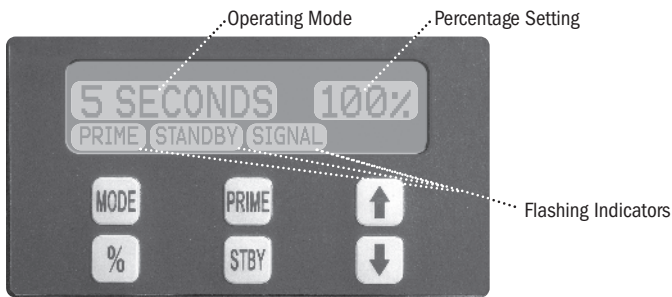 Operating Mode Percentage Setting
5 SECONDS 100%
PRIME STANDBY SIGNAL
MODE PRIME
Flashing Indicators
% STBY